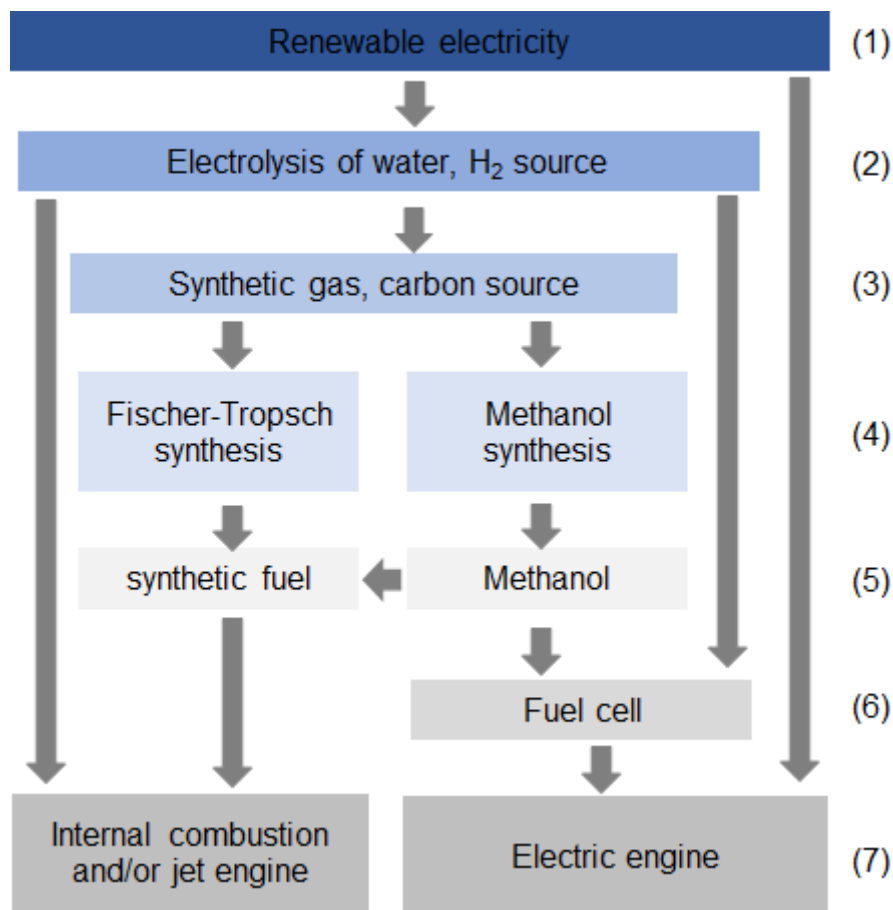 Renewable electricity (1)
Electrolysis of water, H₂ source (2)
Synthetic gas, carbon source (3)
Fischer-Tropsch
synthesis
Methanol
synthesis
(4)
synthetic fuel
Methanol
(5)
Fuel cell (6)
Internal combustion
and/or jet engine
Electric engine
(7)